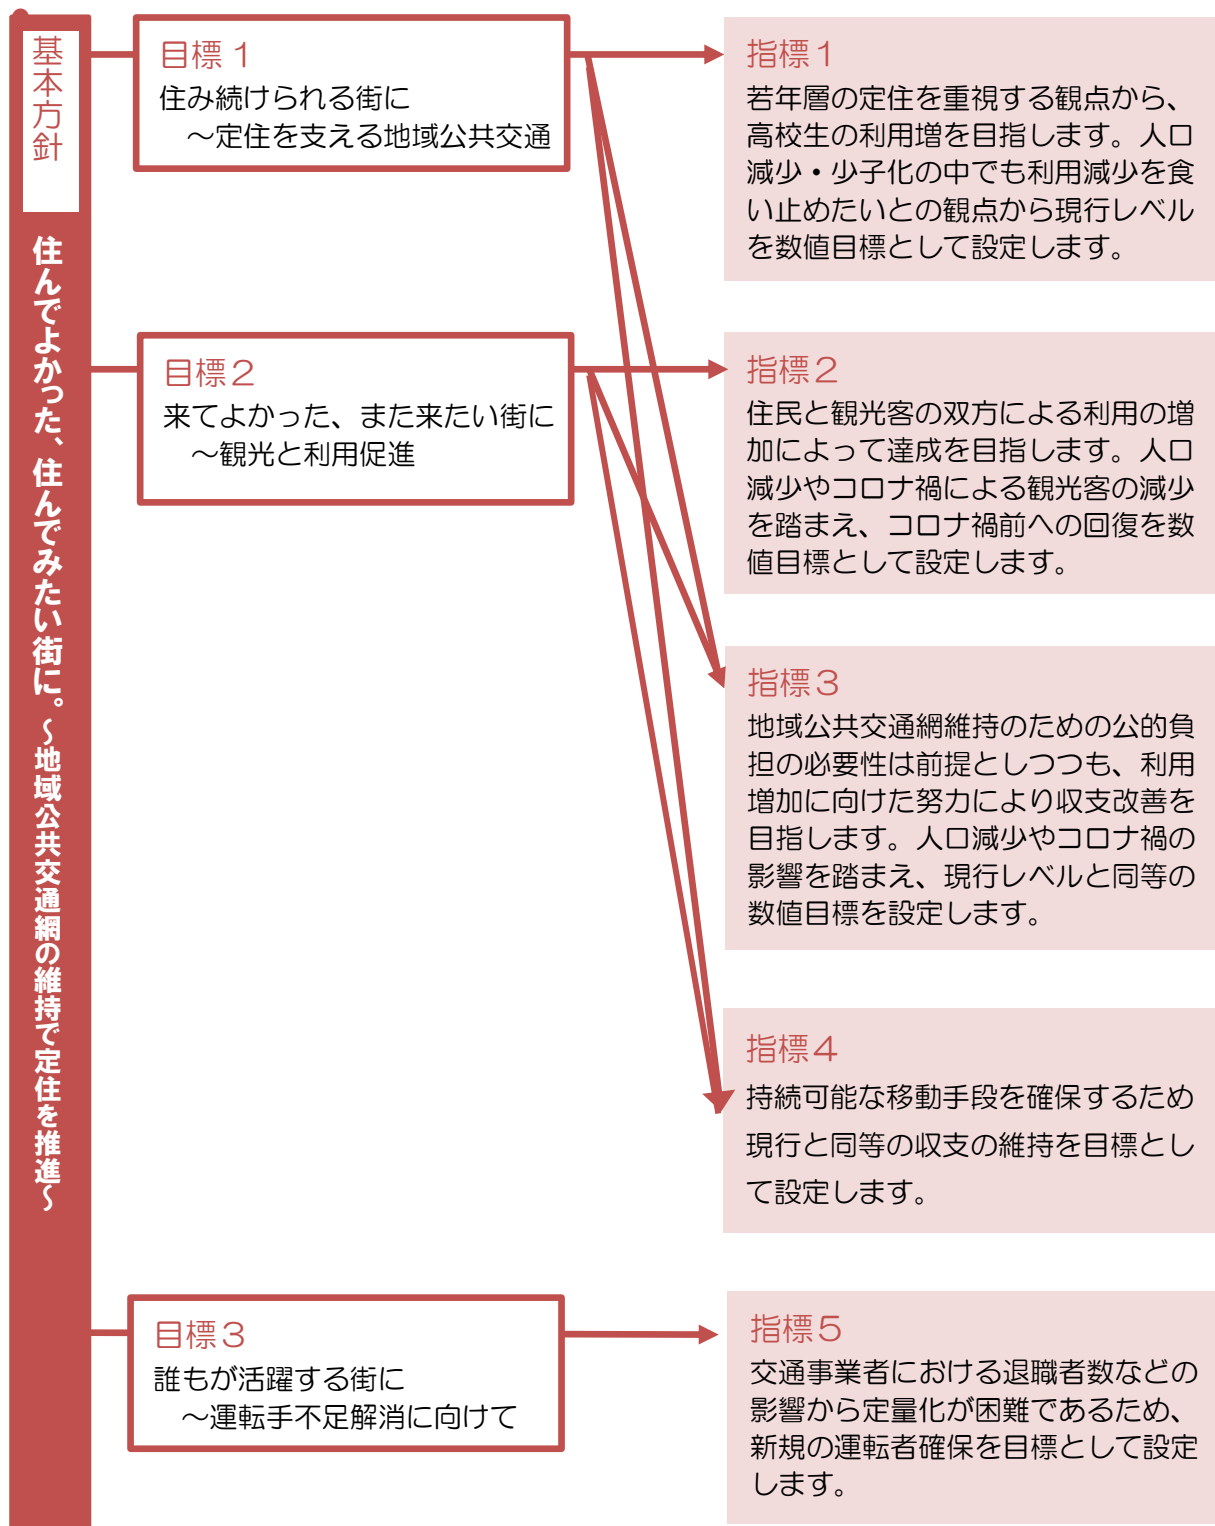 基本方針
住んでよかった、住んでみたい街に。～地域公共交通網の維持で定住を推進～
目標１
住み続けられる街に
～定住を支える地域公共交通
指標１
若年層の定住を重視する観点から、
高校生の利用増を目指します。人口
減少・少子化の中でも利用減少を食
い止めたいとの観点から現行レベル
を数値目標として設定します。
目標２
来てよかった、また来たい街に
～観光と利用促進
指標２
住民と観光客の双方による利用の増
加によって達成を目指します。人口
減少やコロナ禍による観光客の減少
を踏まえ、コロナ禍前への回復を数
値目標として設定します。
指標３
地域公共交通網維持のための公的負
担の必要性は前提としつつも、利用
増加に向けた努力により収支改善を
目指します。人口減少やコロナ禍の
影響を踏まえ、現行レベルと同等の
数値目標を設定します。
指標４
持続可能な移動手段を確保するため
現行と同等の収支の維持を目標とし
て設定します。
目標３
誰もが活躍する街に
～運転手不足解消に向けて
指標５
交通事業者における退職者数などの
影響から定量化が困難であるため、
新規の運転者確保を目標として設定
します。